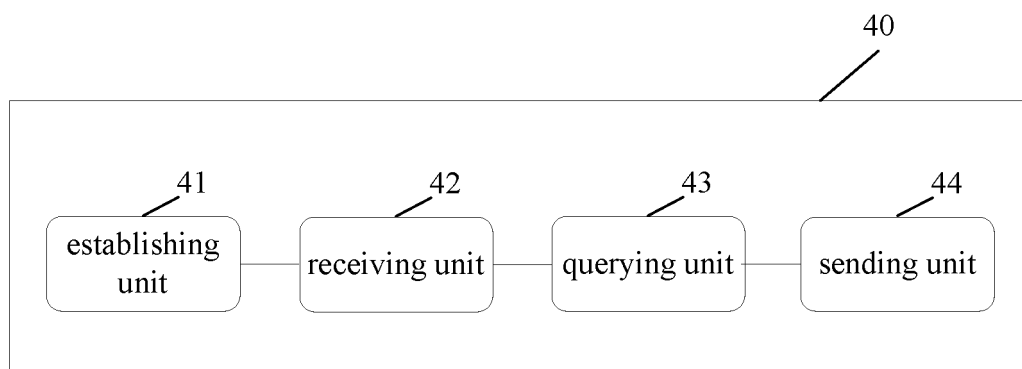 40
41
42
43
44
establishing
unit
receiving unit
querying unit
sending unit